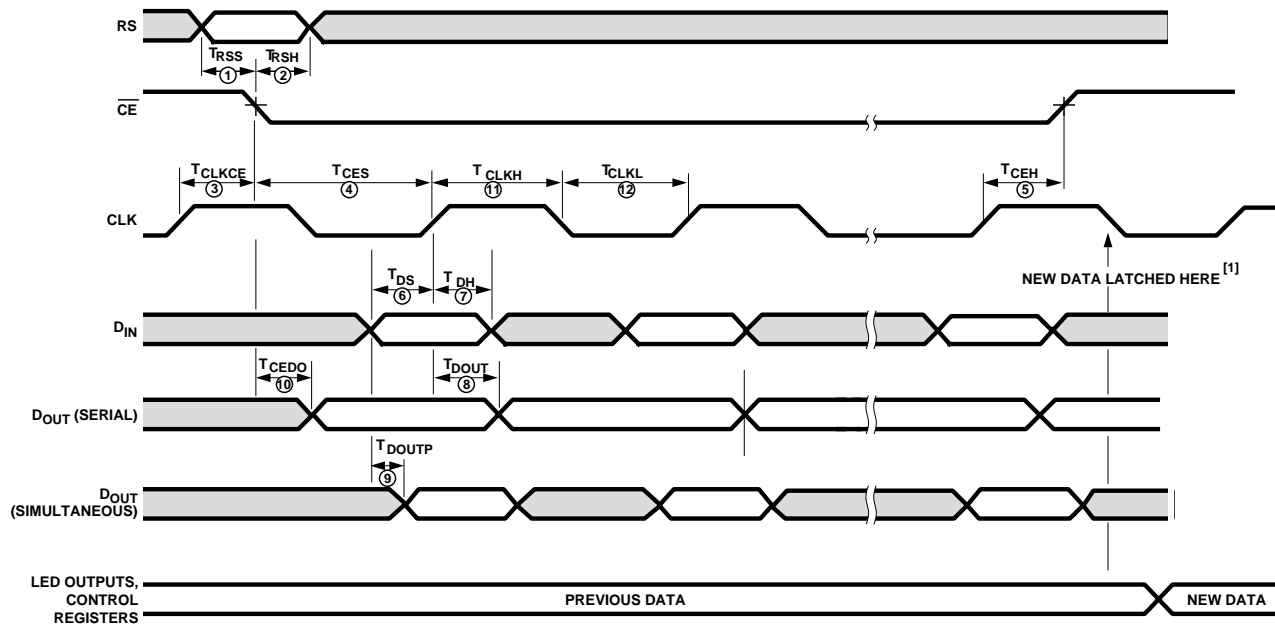 RS
TRSS
1
TRSH
2
CE
TCLKCE
3
TCES
4
TCLKH
11
TCLKL
12
TCEH
5
CLK
NEW DATA LATCHED HERE [1]
TDS
6
TDH
7
DIN
TCEDO
10
TDOUT
8
DOUT (SERIAL)
TDOUTP
9
DOUT
(SIMULTANEOUS)
LED OUTPUTS,
CONTROL
REGISTERS
PREVIOUS DATA
NEW DATA